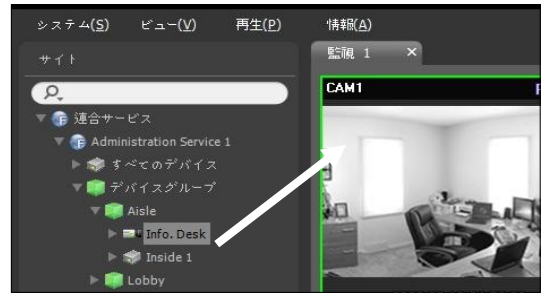 システム(S) ビュー(V) 再生(P) 情報(A)
サイト
監視 1 ×
CAM1
連合サービス
Administration Service 1
すべてのデバイス
デバイスグループ
Aisle
Info. Desk
Inside 1
Lobby